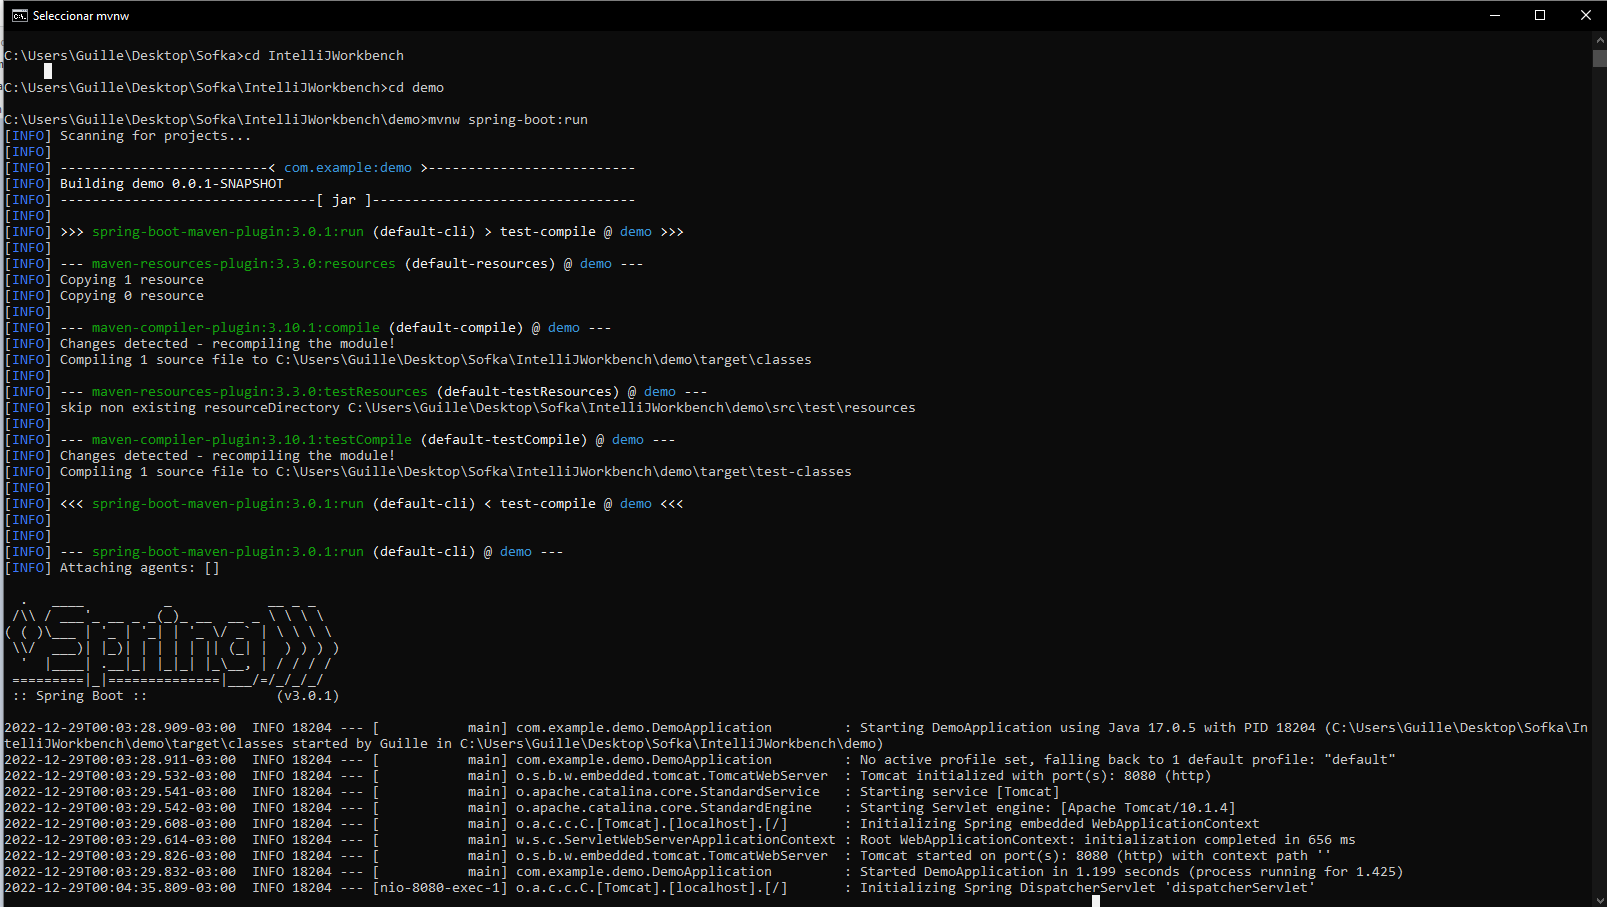 Seleccionar mvnw
C:\Users\Guille\Desktop\Sofka>cd IntelliJWorkbench
C:\Users\Guille\Desktop\Sofka\IntelliJWorkbench>cd demo
C:\Users\Guille\Desktop\Sofka\IntelliJWorkbench\demo>mvnw spring-boot:run
[INFO] Scanning for projects...
[INFO]
[INFO] --------------------------< com.example:demo >--------------------------
[INFO] Building demo 0.0.1-SNAPSHOT
[INFO] --------------------------------[ jar ]---------------------------------
[INFO]
[INFO] >>> spring-boot-maven-plugin:3.0.1:run (default-cli) > test-compile @ demo >>>
[INFO]
[INFO] --- maven-resources-plugin:3.3.0:resources (default-resources) @ demo ---
[INFO] Copying 1 resource
[INFO] Copying 0 resource
[INFO]
[INFO] --- maven-compiler-plugin:3.10.1:compile (default-compile) @ demo ---
[INFO] Changes detected - recompiling the module!
[INFO] Compiling 1 source file to C:\Users\Guille\Desktop\Sofka\IntelliJWorkbench\demo\target\classes
[INFO]
[INFO] --- maven-resources-plugin:3.3.0:testResources (default-testResources) @ demo ---
[INFO] skip non existing resourceDirectory C:\Users\Guille\Desktop\Sofka\IntelliJWorkbench\demo\src\test\resources
[INFO]
[INFO] --- maven-compiler-plugin:3.10.1:testCompile (default-testCompile) @ demo ---
[INFO] Changes detected - recompiling the module!
[INFO] Compiling 1 source file to C:\Users\Guille\Desktop\Sofka\IntelliJWorkbench\demo\target\test-classes
[INFO]
[INFO] <<< spring-boot-maven-plugin:3.0.1:run (default-cli) < test-compile @ demo <<<
[INFO]
[INFO]
[INFO] --- spring-boot-maven-plugin:3.0.1:run (default-cli) @ demo ---
[INFO] Attaching agents: []
  .   ____          _            __ _ _
 /\\ / ___'_ __ _ _(_)_ __  __ _ \ \ \ \
( ( )\___ | '_ | '_| | '_ \/ _` | \ \ \ \
 \\/  ___)| |_)| | | | | || (_| |  ) ) ) )
  '  |____| .__|_| |_|_| |_\__, | / / / /
 =========|_|==============|___/=/_/_/_/
 :: Spring Boot ::                (v3.0.1)
2022-12-29T00:03:28.909-03:00  INFO 18204 --- [           main] com.example.demo.DemoApplication         : Starting DemoApplication using Java 17.0.5 with PID 18204 (C:\Users\Guille\Desktop\Sofka\In
telliJWorkbench\demo\target\classes started by Guille in C:\Users\Guille\Desktop\Sofka\IntelliJWorkbench\demo)
2022-12-29T00:03:28.911-03:00  INFO 18204 --- [           main] com.example.demo.DemoApplication         : No active profile set, falling back to 1 default profile: "default"
2022-12-29T00:03:29.532-03:00  INFO 18204 --- [           main] o.s.b.w.embedded.tomcat.TomcatWebServer  : Tomcat initialized with port(s): 8080 (http)
2022-12-29T00:03:29.541-03:00  INFO 18204 --- [           main] o.apache.catalina.core.StandardService   : Starting service [Tomcat]
2022-12-29T00:03:29.542-03:00  INFO 18204 --- [           main] o.apache.catalina.core.StandardEngine    : Starting Servlet engine: [Apache Tomcat/10.1.4]
2022-12-29T00:03:29.608-03:00  INFO 18204 --- [           main] o.a.c.c.C.[Tomcat].[localhost].[/]       : Initializing Spring embedded WebApplicationContext
2022-12-29T00:03:29.614-03:00  INFO 18204 --- [           main] w.s.c.ServletWebServerApplicationContext : Root WebApplicationContext: initialization completed in 656 ms
2022-12-29T00:03:29.826-03:00  INFO 18204 --- [           main] o.s.b.w.embedded.tomcat.TomcatWebServer  : Tomcat started on port(s): 8080 (http) with context path ''
2022-12-29T00:03:29.832-03:00  INFO 18204 --- [           main] com.example.demo.DemoApplication         : Started DemoApplication in 1.199 seconds (process running for 1.425)
2022-12-29T00:04:35.809-03:00  INFO 18204 --- [nio-8080-exec-1] o.a.c.c.C.[Tomcat].[localhost].[/]       : Initializing Spring DispatcherServlet 'dispatcherServlet'